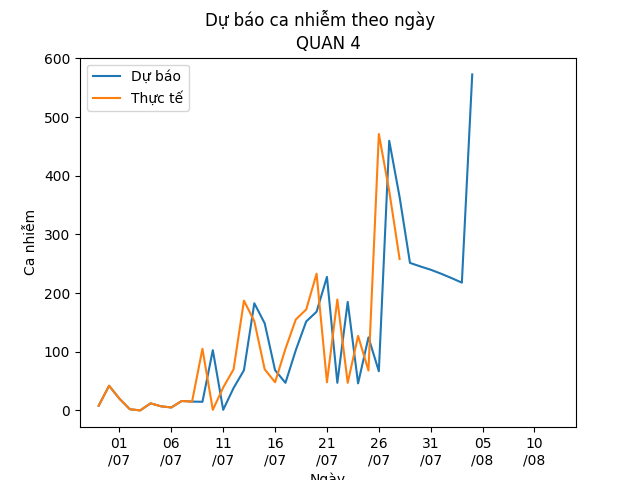 Dự báo ca nhiễm theo ngày
QUAN 4
Dự báo
Thực tế
Ca nhiễm
600
500
400
300
200
100
0
01 06 11 16 21 26 31 05 10
/07 /07 /07 /07 /07 /07 /07 /08 /08
Ngày